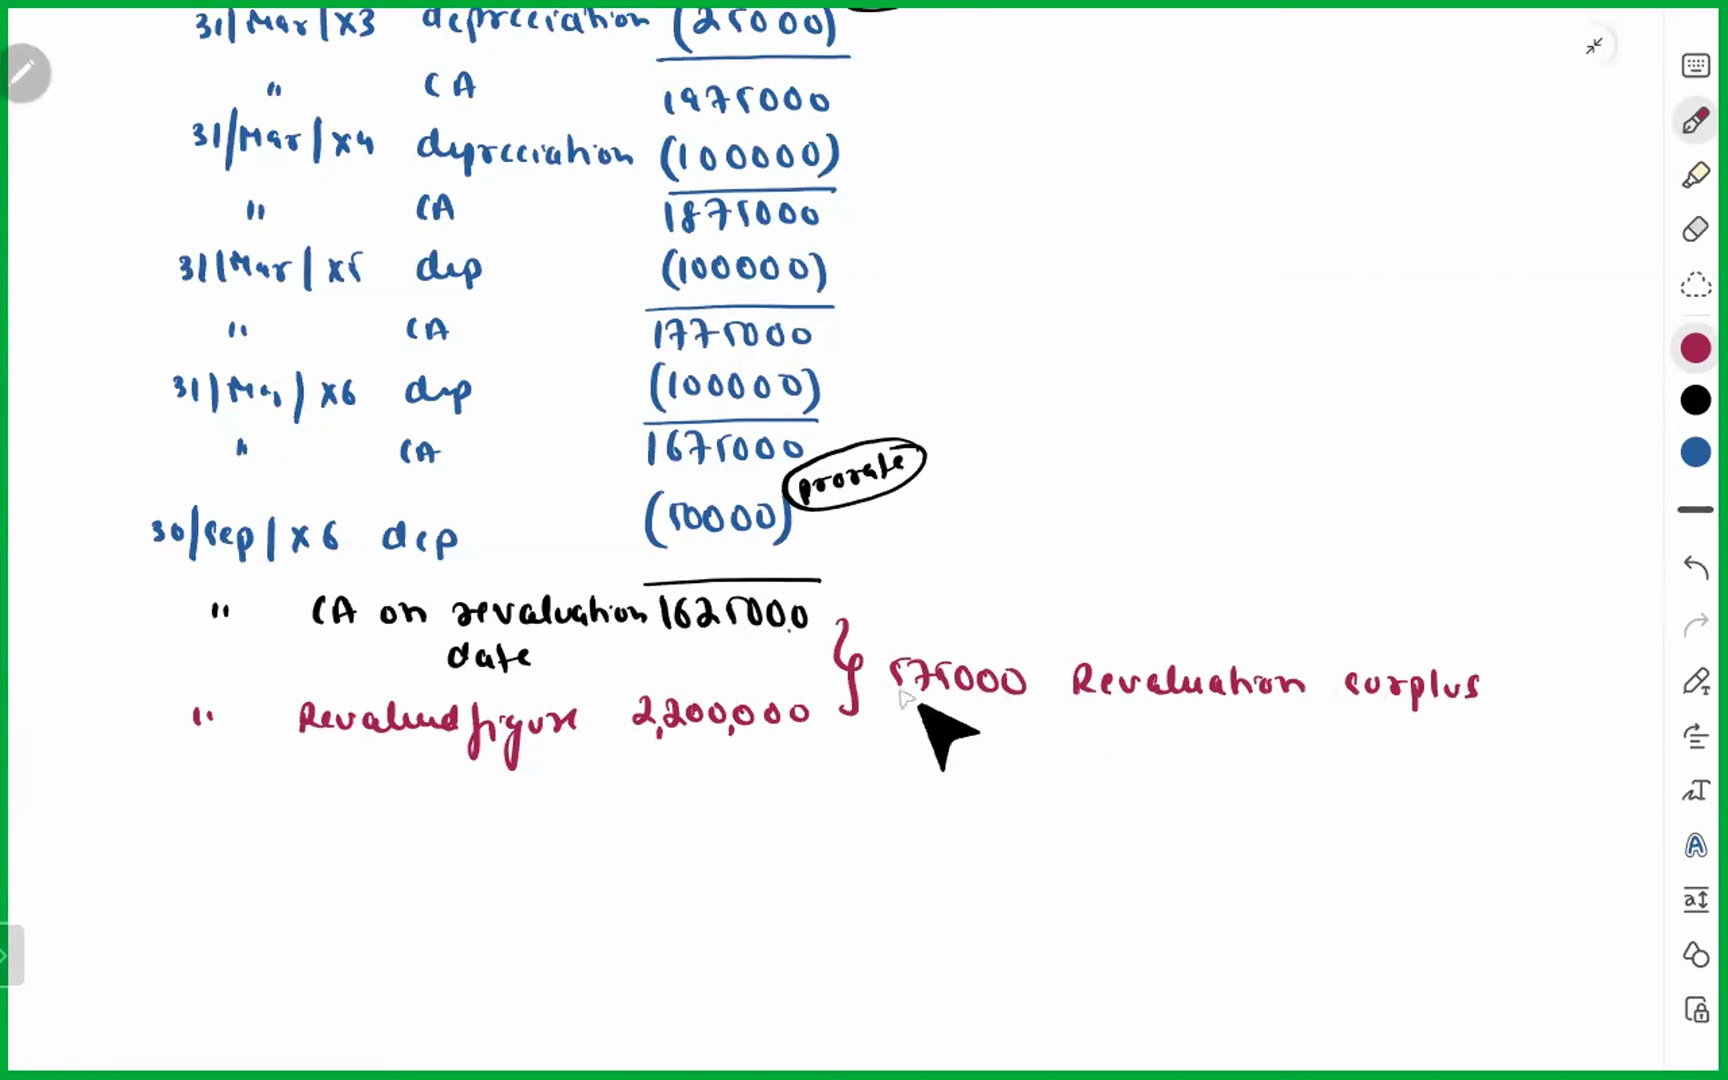 31/Mar/X3 depreciation (25000)
" CA 1975000
31/Mar/X4 depreciation (100000)
" CA 1875000
31/Mar/X5 dep (100000)
" CA 1775000
31/Mar/X6 dep (100000)
" CA 1675000
prorate
30/Sep/X6 dep (50000)
" CA on revaluation 1625000
date
575000 Revaluation surplus
" Revalued figure 2,200,000